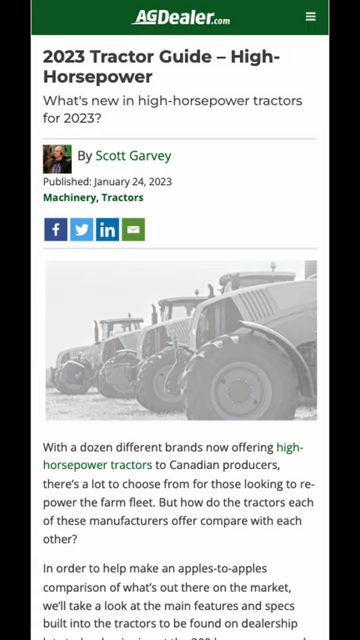 AGDealer.com
2023 Tractor Guide – High-
Horsepower
What's new in high-horsepower tractors
for 2023?
By Scott Garvey
Published: January 24, 2023
Machinery, Tractors
With a dozen different brands now offering high-
horsepower tractors to Canadian producers,
there's a lot to choose from for those looking to re-
power the farm fleet. But how do the tractors each
of these manufacturers offer compare with each
other?
In order to help make an apples-to-apples
comparison of what's out there on the market,
we'll take a look at the main features and specs
built into the tractors to be found on dealership